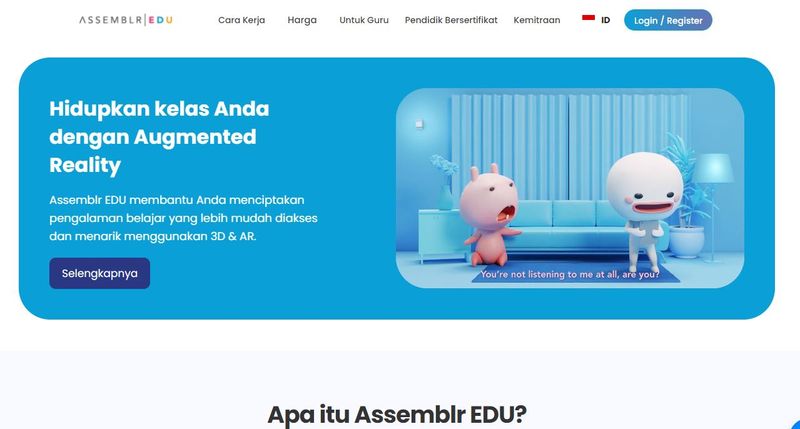 ASSEMBLR EDU
Cara Kerja
Harga
Untuk Guru
Pendidik Bersertifikat
Kemitraan
ID
Login / Register
Hidupkan kelas Anda
dengan Augmented
Reality
Assemblr EDU membantu Anda menciptakan
pengalaman belajar yang lebih mudah diakses
dan menarik menggunakan 3D & AR.
Selengkapnya
You're not listening to me at all, are you?
Apa itu Assemblr EDU?